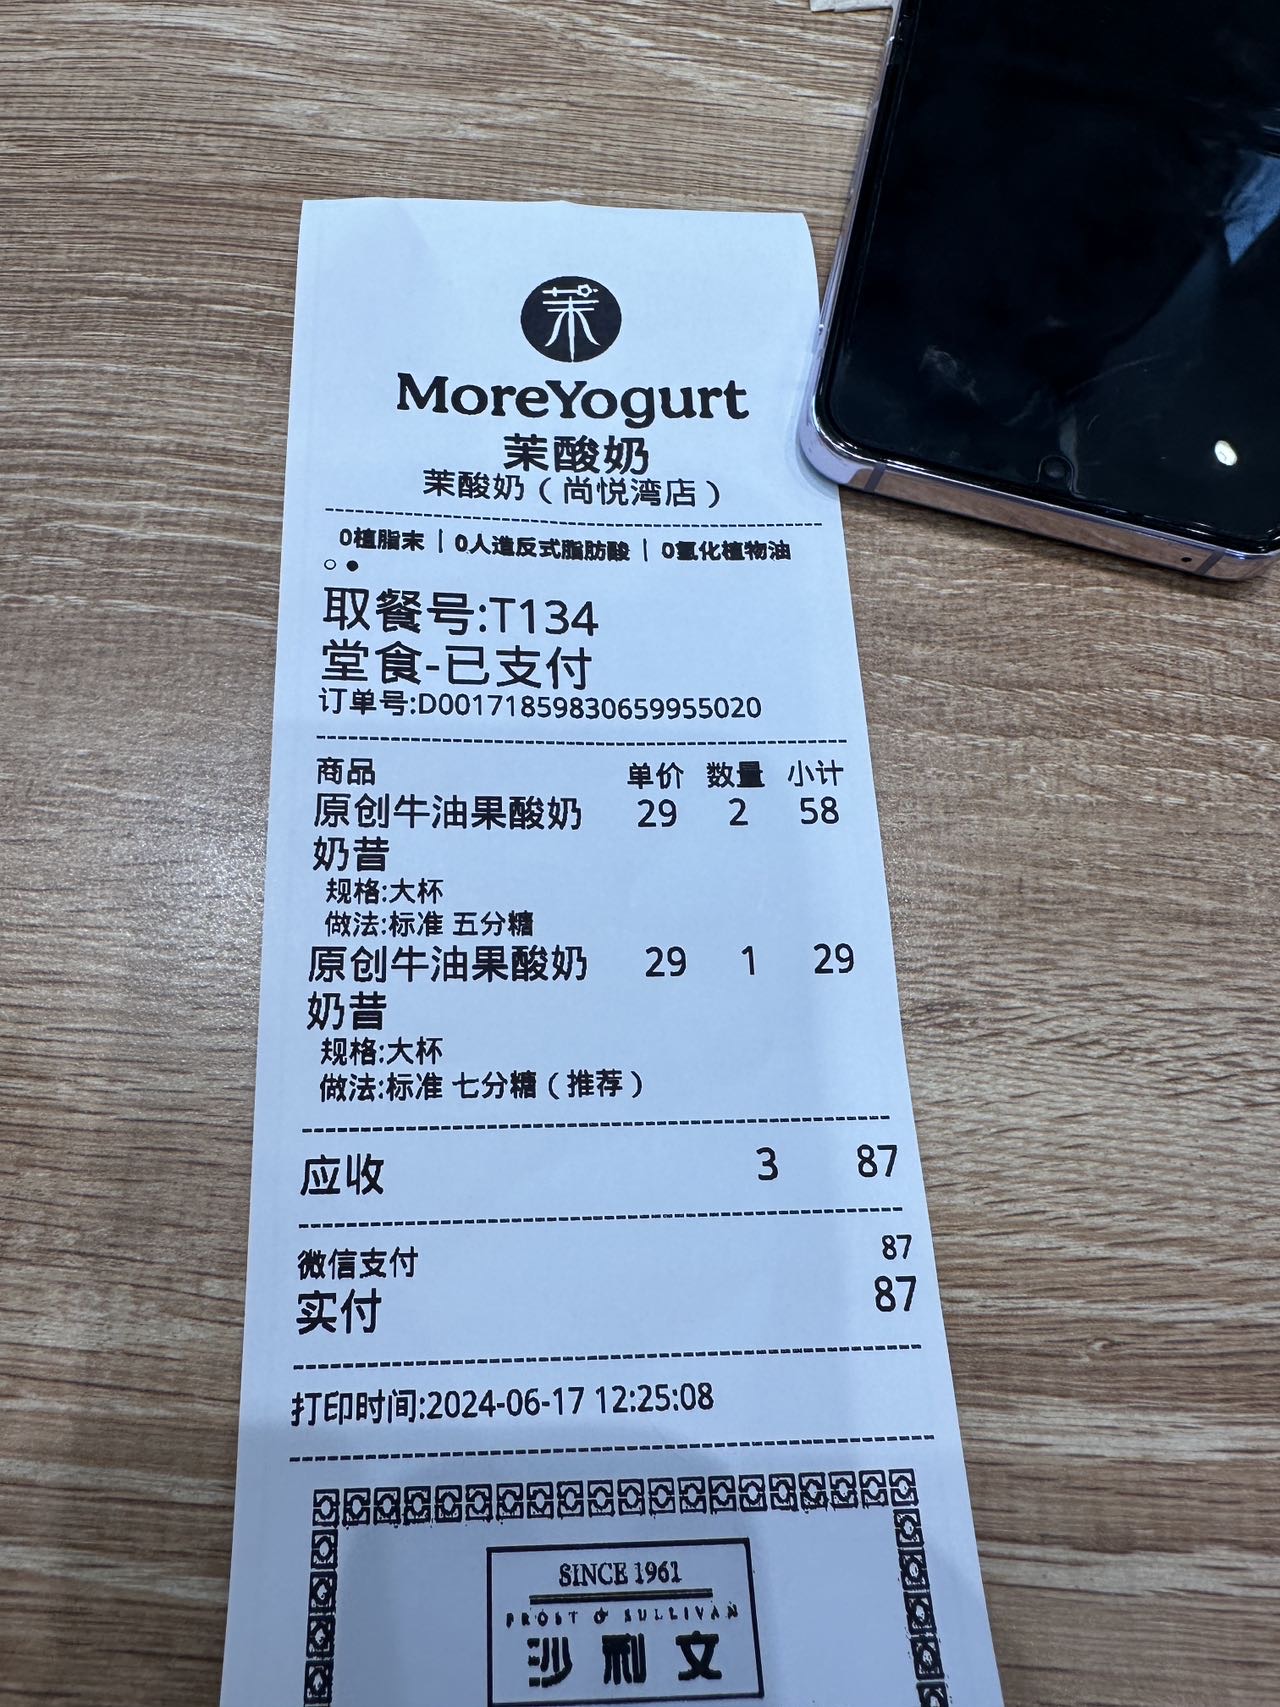 茉
MoreYogurt
茉酸奶
茉酸奶（尚悦湾店）
0植脂末 | 0人造反式脂肪酸 | 0氢化植物油
取餐号:T134
堂食-已支付
订单号:D00171859830659955020
商品 单价 数量 小计
原创牛油果酸奶 29 2 58
奶昔
规格:大杯
做法:标准 五分糖
原创牛油果酸奶 29 1 29
奶昔
规格:大杯
做法:标准 七分糖（推荐）
应收 3 87
微信支付 87
实付 87
打印时间:2024-06-17 12:25:08
SINCE 1961
FROST & SULLIVAN
沙利文